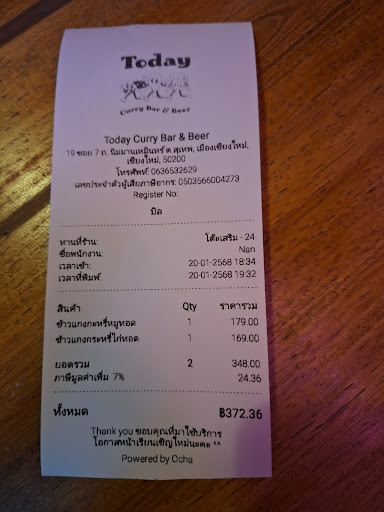 Today
Curry Bar & Beer
Today Curry Bar & Beer
19 ซอย 7 ถ. นิมมานเหมินทร์ ต.สุเทพ, เมืองเชียงใหม่,
เชียงใหม่, 50200
โทรศัพท์: 0636532629
เลขประจำตัวผู้เสียภาษีอากร: 0503566004273
Register No:
บิล
ทานที่ร้าน: โต๊ะเสริม - 24
ชื่อพนักงาน: Nan
เวลาเข้า: 20-01-2568 18:34
เวลาที่พิมพ์: 20-01-2568 19:32
สินค้า Qty ราคารวม
ข้าวแกงกะหรี่หมูทอด 1 179.00
ข้าวแกงกะหรี่ไก่ทอด 1 169.00
ยอดรวม 2 348.00
ภาษีมูลค่าเพิ่ม 7% 24.36
ทั้งหมด ฿372.36
Thank you ขอบคุณที่มาใช้บริการ
โอกาสหน้าเรียนเชิญใหม่นะคะ ^^
Powered by Ocha